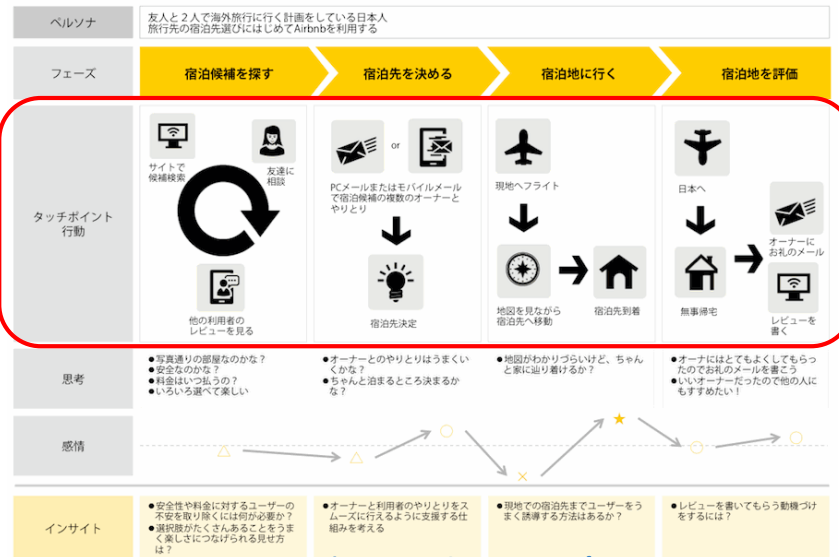 ペルソナ
友人と２人で海外旅行に行く計画をしている日本人
旅行先の宿泊先選びにはじめてAirbnbを利用する
フェーズ
宿泊候補を探す
宿泊先を決める
宿泊地に行く
宿泊地を評価
タッチポイント
行動
サイトで
候補検索
友達に
相談
他の利用者の
レビューを見る
or
PCメールまたはモバイルメール
で宿泊候補の複数のオーナーと
やりとり
宿泊先決定
現地へフライト
地図を見ながら
宿泊先へ移動
宿泊先到着
日本へ
無事帰宅
オーナーに
お礼のメール
レビューを
書く
思考
●写真通りの部屋なのかな？
●安全なのかな？
●料金はいつ払うの？
●いろいろ選べて楽しい
●オーナーとのやりとりはうまくい
くかな？
●ちゃんと泊まるところ決まるか
な？
●地図がわかりづらいけど、ちゃん
と家に辿り着けるか？
●オーナにはとてもよくしてもらっ
たのでお礼のメールを書こう
●いいオーナーだったので他の人に
もすすめたい！
感情
インサイト
●安全性や料金に対するユーザーの
不安を取り除くには何が必要か？
●選択肢がたくさんあることをうま
く楽しさにつなげられる見せ方
は？
●オーナーと利用者のやりとりをス
ムーズに行えるように支援する仕
組みを考える
●現地での宿泊先までユーザーをう
まく誘導する方法はあるか？
●レビューを書いてもらう動機づけ
をするには？